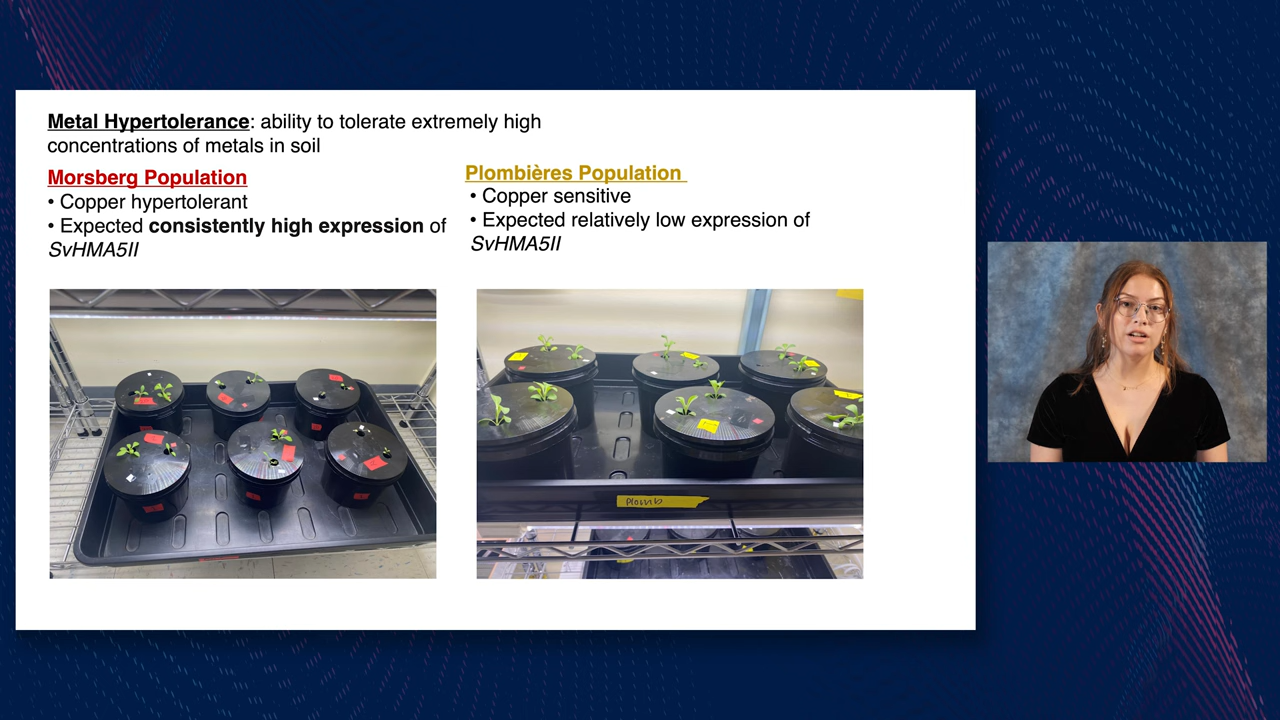 Metal Hypertolerance: ability to tolerate extremely high
concentrations of metals in soil
Morsberg Population
• Copper hypertolerant
• Expected consistently high expression of
SvHMA5II
Plombières Population
• Copper sensitive
• Expected relatively low expression of
SvHMA5II
Plomb